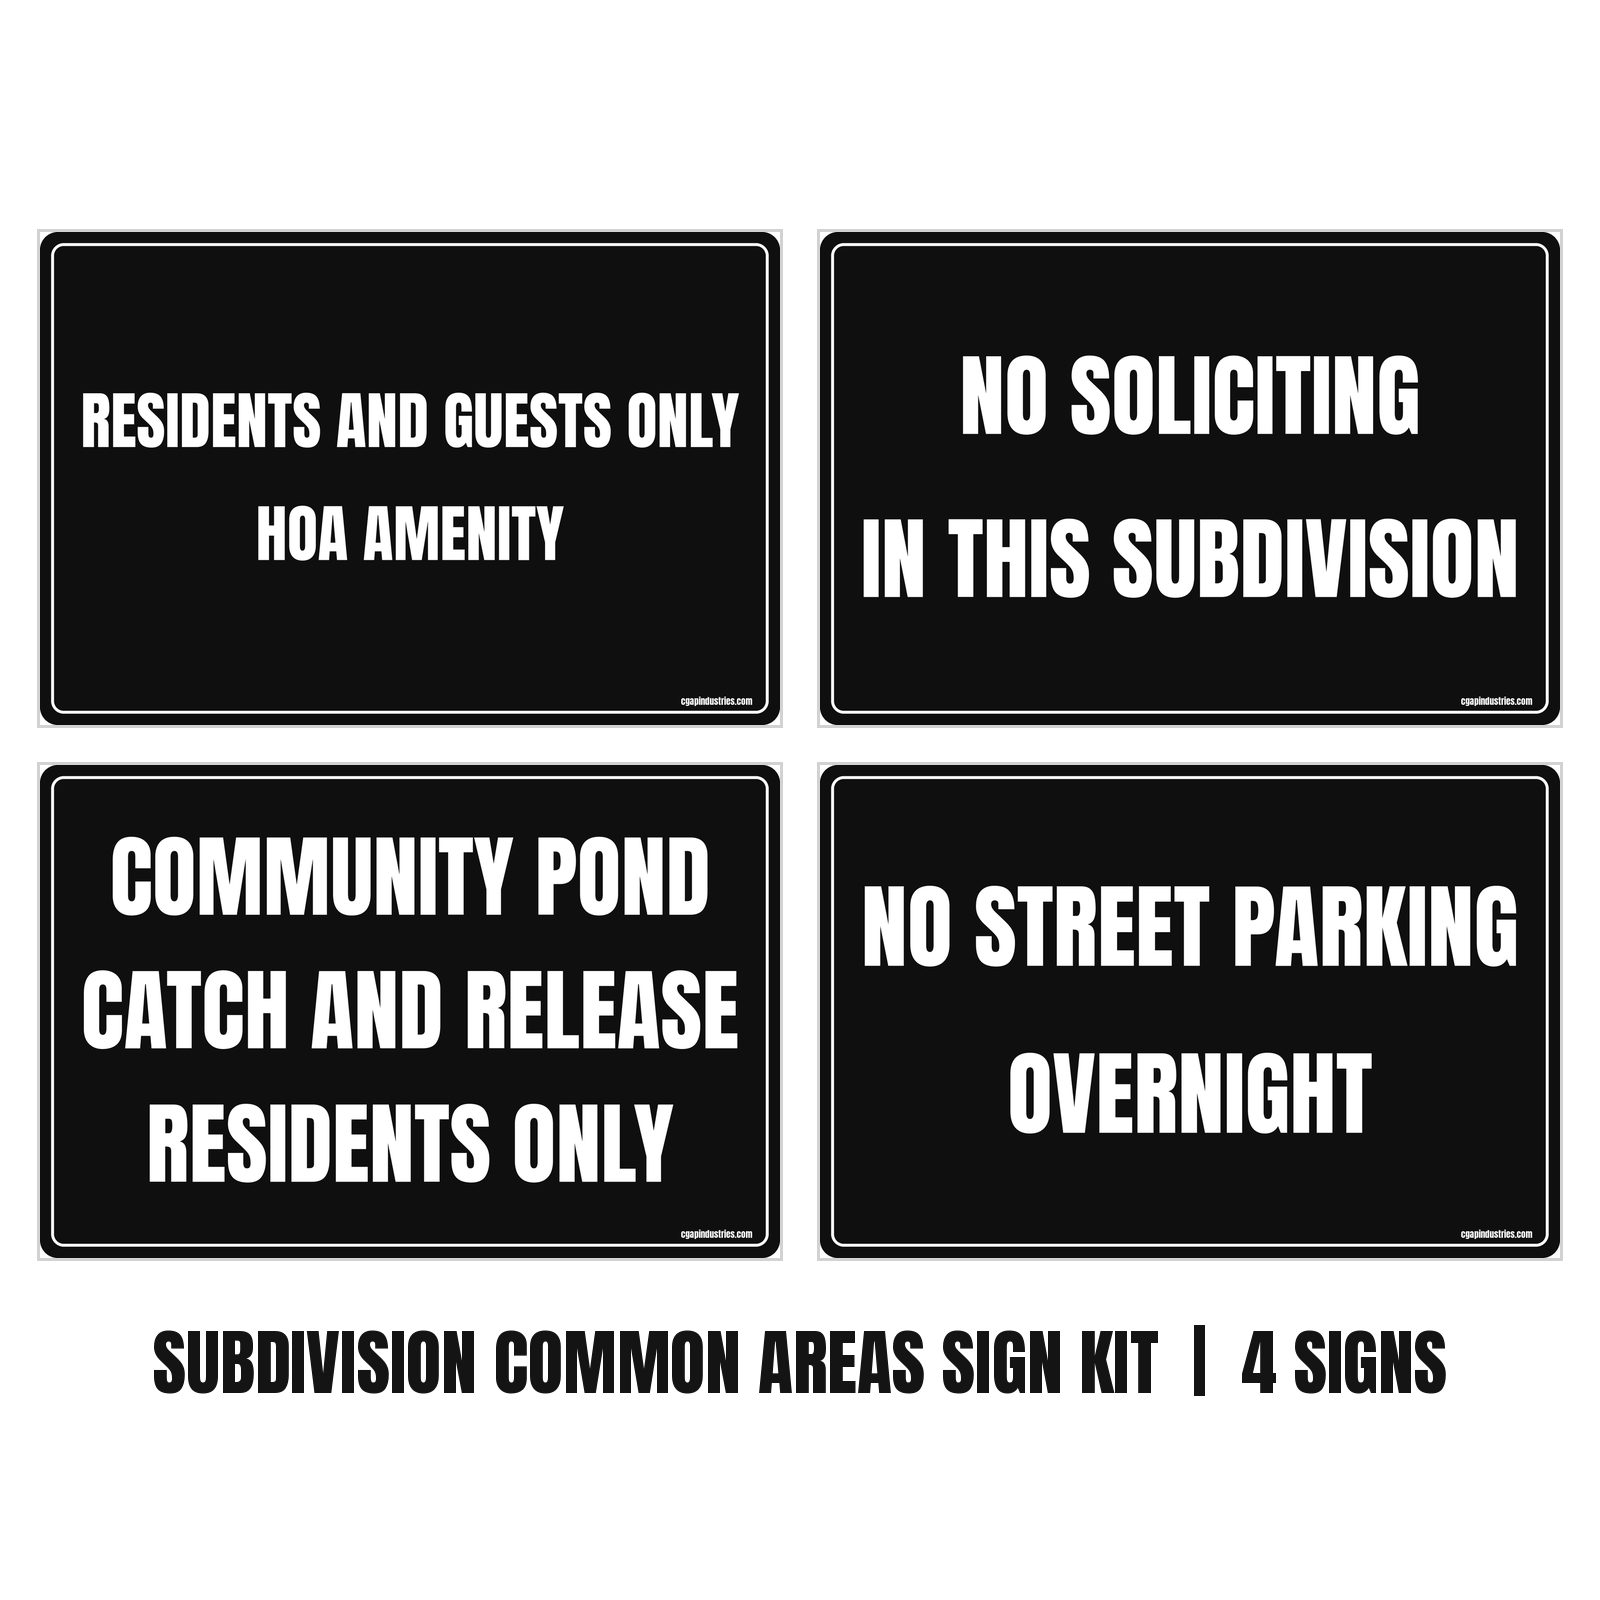 RESIDENTS AND GUESTS ONLY
HOA AMENITY
cgapindustries.com
NO SOLICITING
IN THIS SUBDIVISION
cgapindustries.com
COMMUNITY POND
CATCH AND RELEASE
RESIDENTS ONLY
cgapindustries.com
NO STREET PARKING
OVERNIGHT
cgapindustries.com
SUBDIVISION COMMON AREAS SIGN KIT | 4 SIGNS